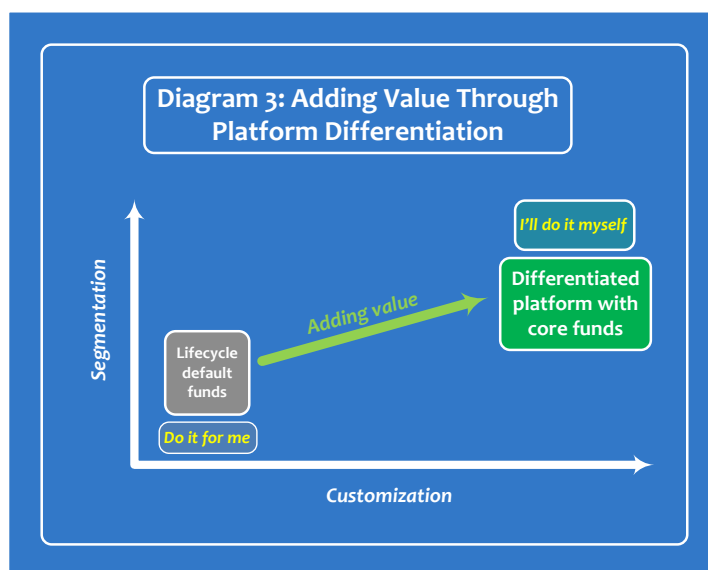 Diagram 3: Adding Value Through
Platform Differentiation
I'll do it myself
Differentiated
platform with
core funds
Adding value
Segmentation
Lifecycle
default
funds
Do it for me
Customization